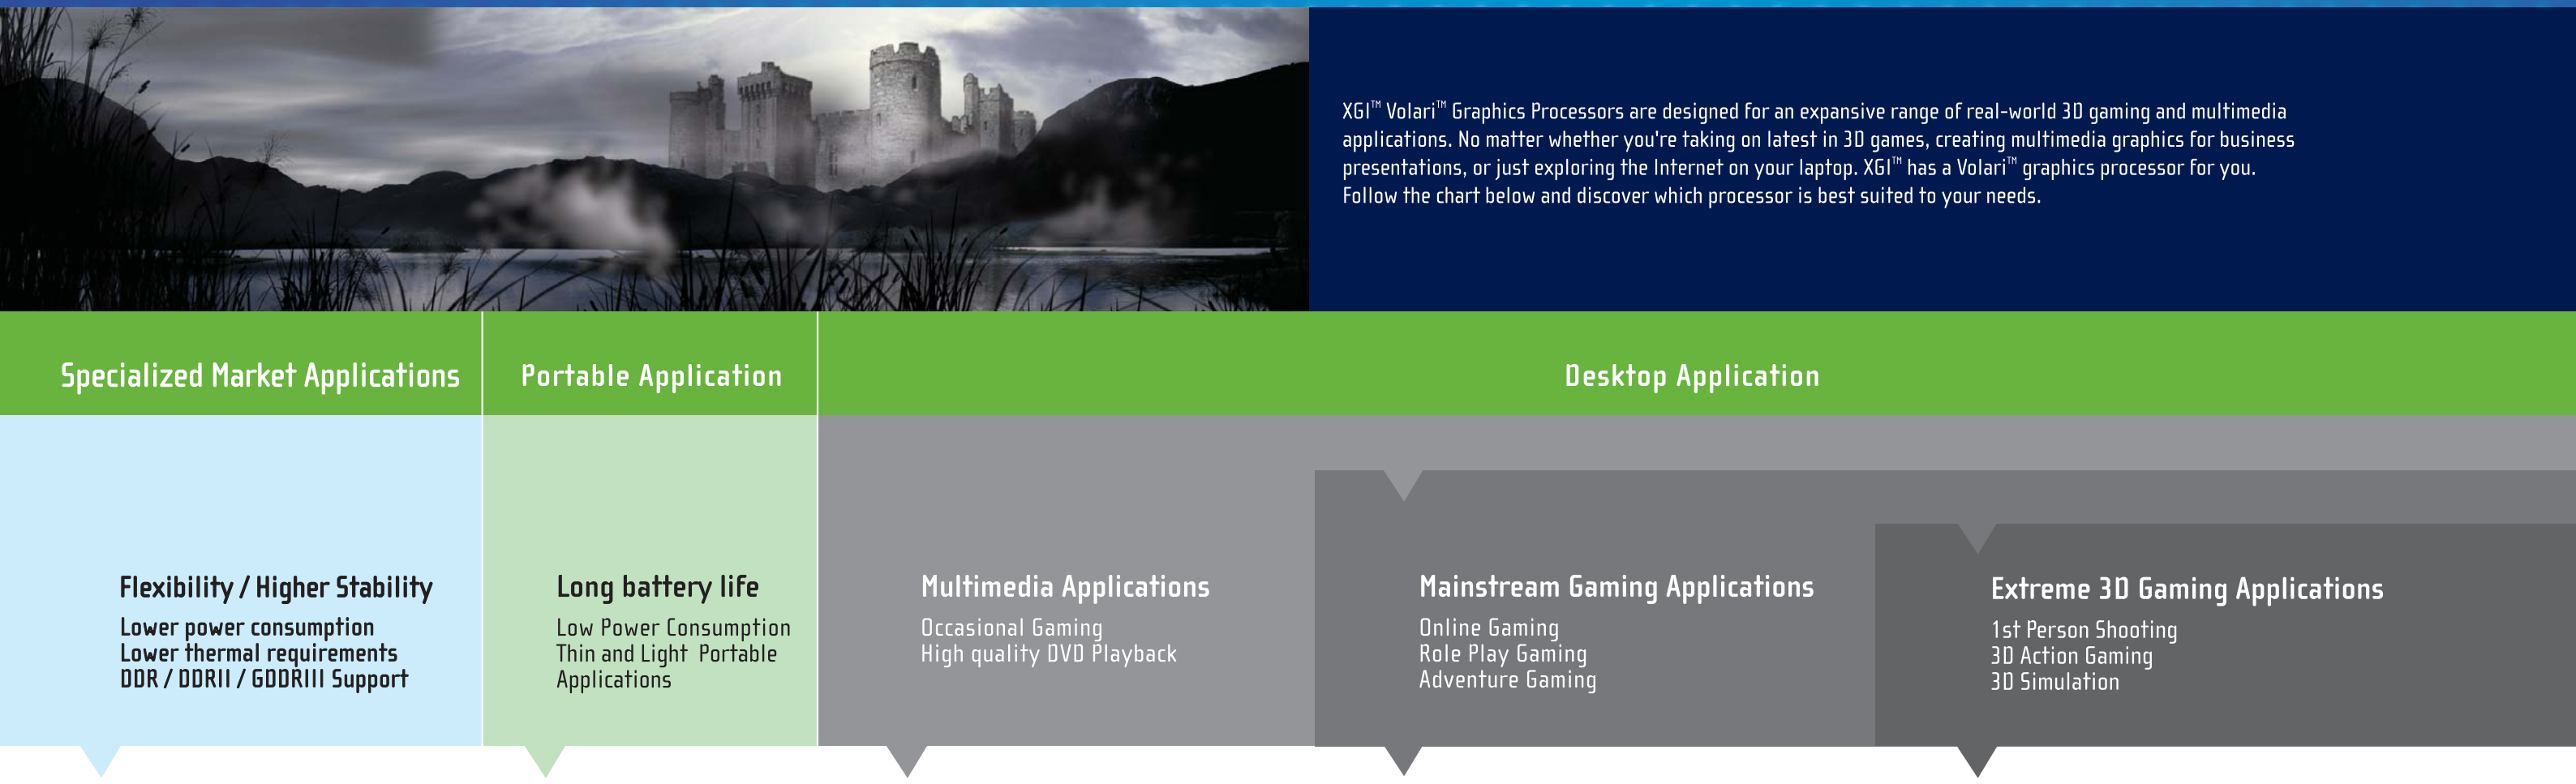 XGI™ Volari™ Graphics Processors are designed for an expansive range of real-world 3D gaming and multimedia
applications. No matter whether you're taking on latest in 3D games, creating multimedia graphics for business
presentations, or just exploring the Internet on your laptop. XGI™ has a Volari™ graphics processor for you.
Follow the chart below and discover which processor is best suited to your needs.
Specialized Market Applications
Portable Application
Desktop Application
Flexibility / Higher Stability
Lower power consumption
Lower thermal requirements
DDR / DDRII / GDDRIII Support
Long battery life
Low Power Consumption
Thin and Light Portable
Applications
Multimedia Applications
Occasional Gaming
High quality DVD Playback
Mainstream Gaming Applications
Online Gaming
Role Play Gaming
Adventure Gaming
Extreme 3D Gaming Applications
1st Person Shooting
3D Action Gaming
3D Simulation